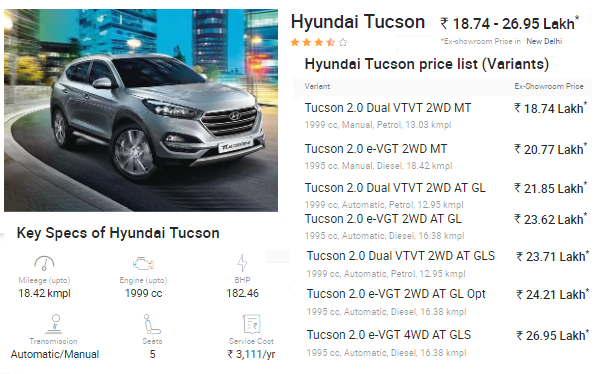 Hyundai Tucson ₹ 18.74 - 26.95 Lakh*
*Ex-showroom Price in New Delhi
Hyundai Tucson price list (Variants)
Variant Ex-Showroom Price
Tucson 2.0 Dual VTVT 2WD MT ₹ 18.74 Lakh*
1999 cc, Manual, Petrol, 13.03 kmpl
Tucson 2.0 e-VGT 2WD MT ₹ 20.77 Lakh*
1995 cc, Manual, Diesel, 18.42 kmpl
Tucson 2.0 Dual VTVT 2WD AT GL ₹ 21.85 Lakh*
1999 cc, Automatic, Petrol, 12.95 kmpl
Tucson 2.0 e-VGT 2WD AT GL ₹ 23.62 Lakh*
1995 cc, Automatic, Diesel, 16.38 kmpl
Tucson 2.0 Dual VTVT 2WD AT GLS ₹ 23.71 Lakh*
1999 cc, Automatic, Petrol, 12.95 kmpl
Tucson 2.0 e-VGT 2WD AT GL Opt ₹ 24.21 Lakh*
1995 cc, Automatic, Diesel, 16.38 kmpl
Tucson 2.0 e-VGT 4WD AT GLS ₹ 26.95 Lakh*
1995 cc, Automatic, Diesel, 16.38 kmpl
TUCSON
Key Specs of Hyundai Tucson
Mileage (upto) Engine (upto) BHP
18.42 kmpl 1999 cc 182.46
Transmission Seats Service Cost
Automatic/Manual 5 ₹ 3,111/yr